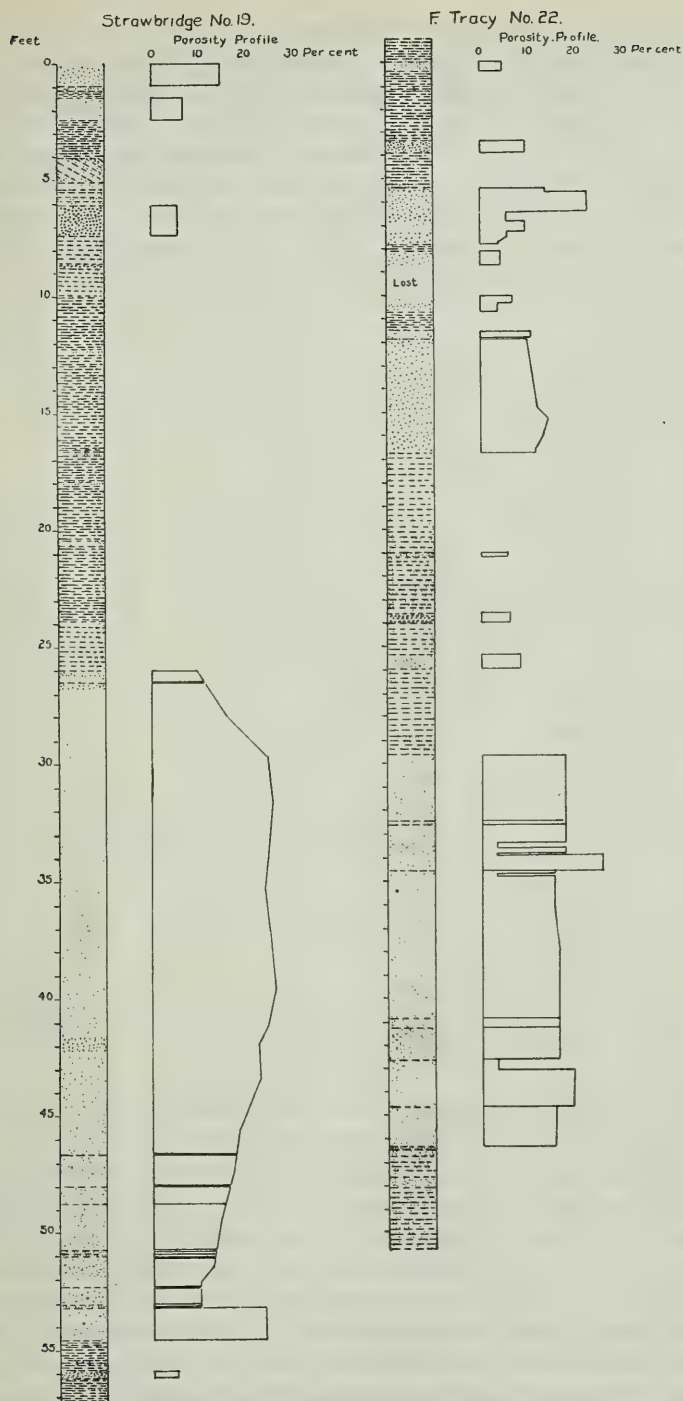 Strawbridge No. 19.
Feet
Porosity Profile
0 10 20 30 Per cent
0
5
10
15
20
25
30
35
40
45
50
55
F. Tracy No. 22.
Porosity Profile.
0 10 20 30 Per cent
Lost